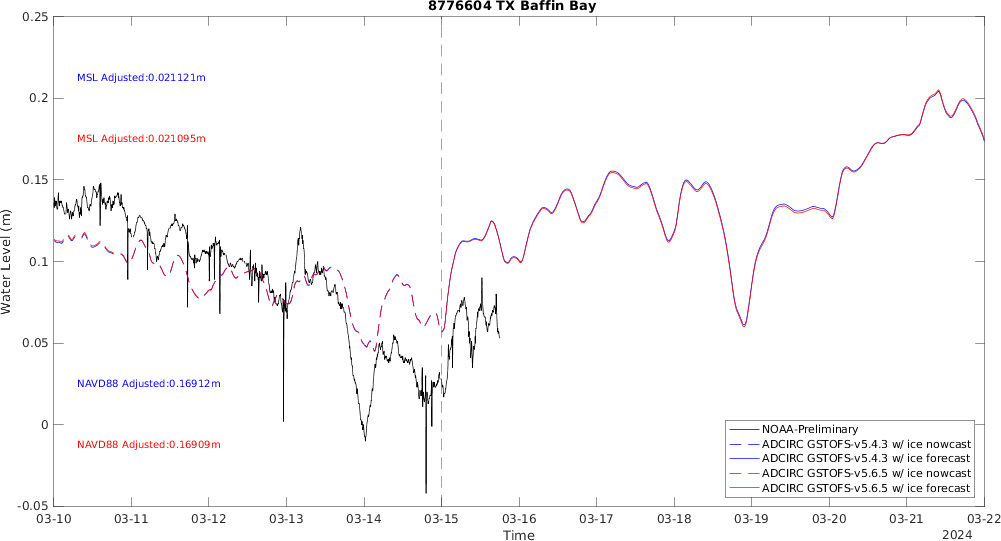 8776604 TX Baffin Bay
0.25
0.2
0.15
0.1
0.05
0
-0.05
Water Level (m)
MSL Adjusted:0.021121m
MSL Adjusted:0.021095m
NAVD88 Adjusted:0.16912m
NAVD88 Adjusted:0.16909m
NOAA-Preliminary
ADCIRC GSTOFS-v5.4.3 w/ ice nowcast
ADCIRC GSTOFS-v5.4.3 w/ ice forecast
ADCIRC GSTOFS-v5.6.5 w/ ice nowcast
ADCIRC GSTOFS-v5.6.5 w/ ice forecast
03-10 03-11 03-12 03-13 03-14 03-15 03-16 03-17 03-18 03-19 03-20 03-21 03-22
Time
2024